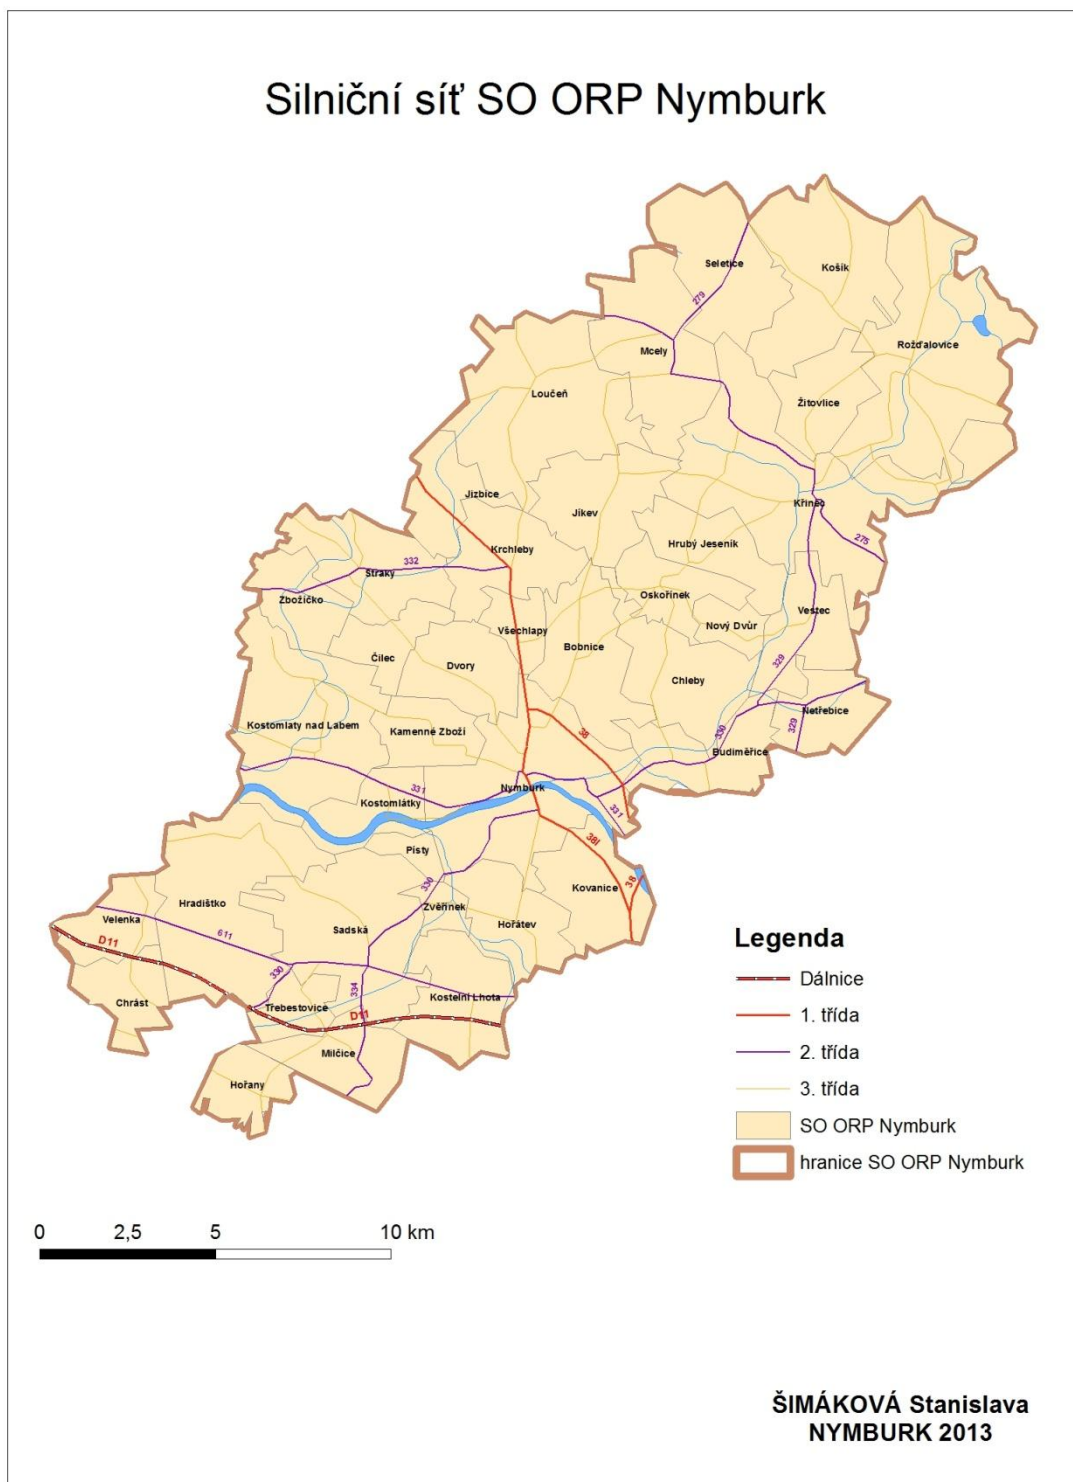 Silniční síť SO ORP Nymburk
Seletice
Košík
279
Rožďalovice
Mcely
Loučeň
Žitovlice
Jizbice
Křinec
Jíkev
275
Hrubý Jeseník
Krchleby
332
Straky
Oskořínek
Zbožíčko
Vestec
Nový Dvůr
Všechlapy
Bobnice
Čilec
Dvory
329
Chleby
Netřebice
Kostomlaty nad Labem
Kamenné Zboží
38
330
329
Budiměřice
331
Nymburk
Kostomlátky
331
38I
Písty
330
38
Kovanice
Hradištko
Zvěřínek
Velenka
Hořátev
Sadská
611
D11
330
334
Kostelní Lhota
Chrást
Třebestovice
D11
Milčice
Hořany
Legenda
Dálnice
1. třída
2. třída
3. třída
SO ORP Nymburk
hranice SO ORP Nymburk
0 2,5 5 10 km
ŠIMÁKOVÁ Stanislava
NYMBURK 2013